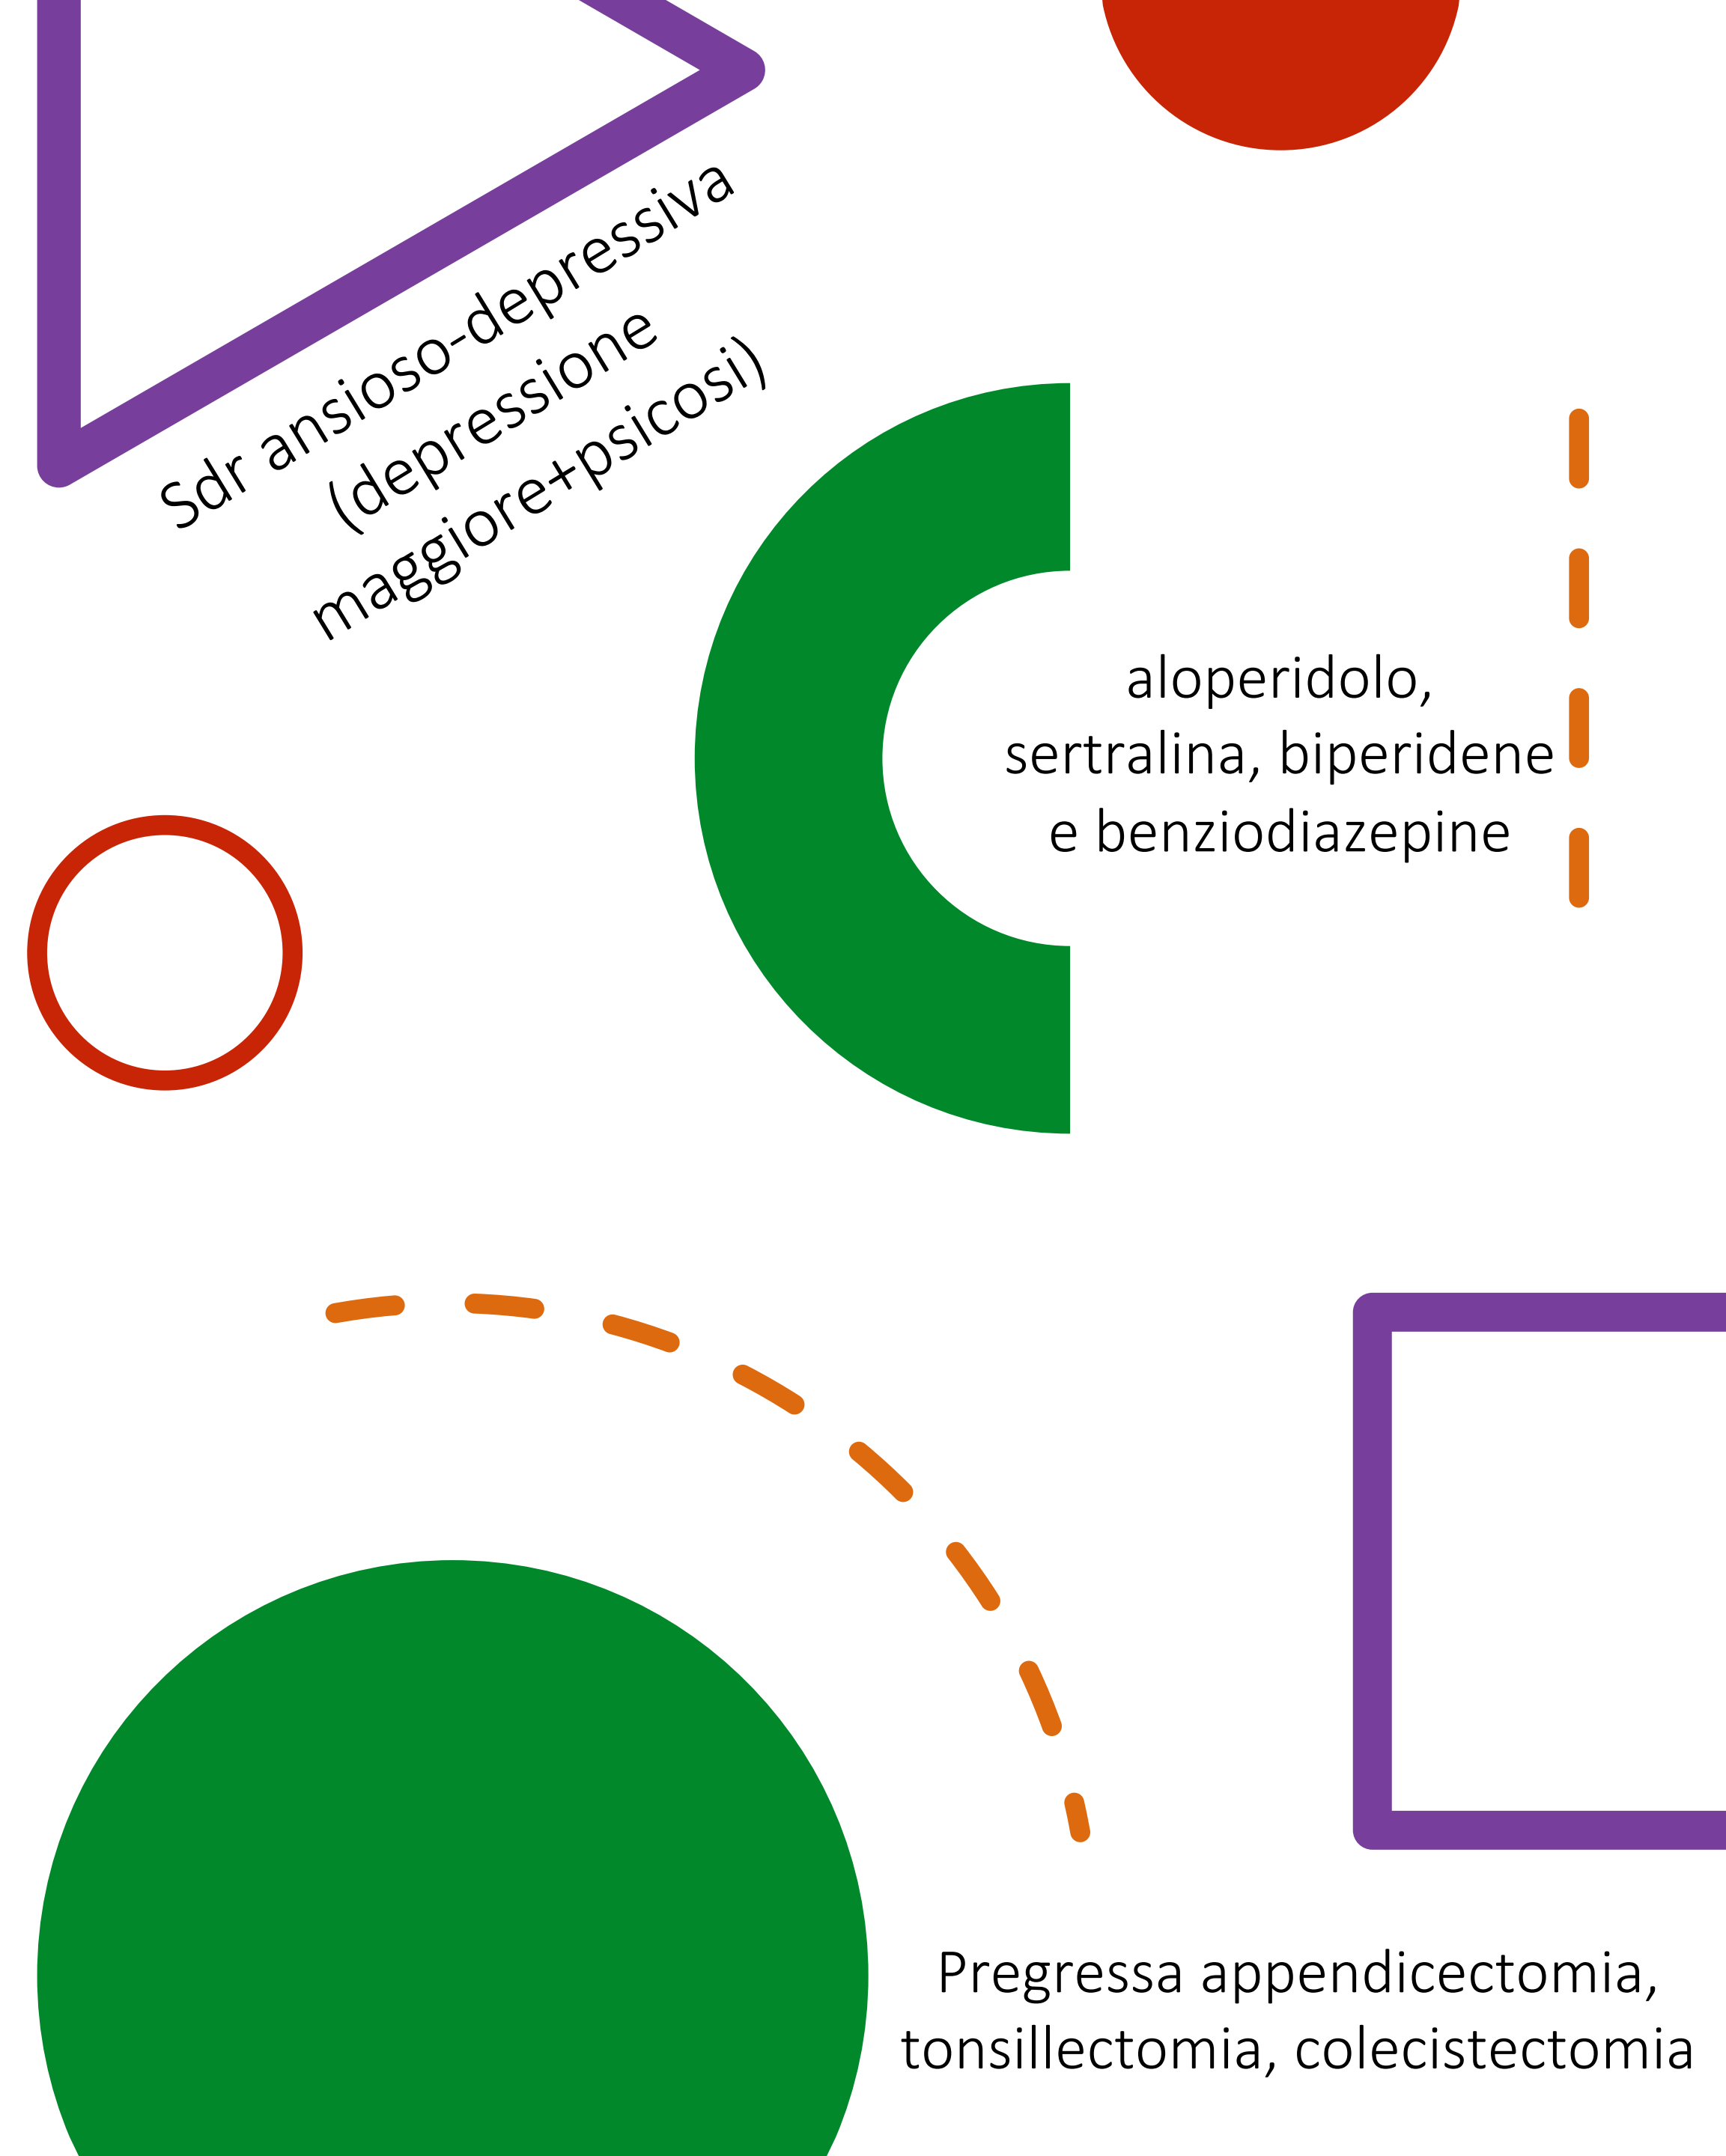 Sdr ansioso-depressiva
(depressione
maggiore+psicosi)
aloperidolo,
sertralina, biperidene
e benziodiazepine
Pregressa appendicectomia,
tonsillectomia, colecistectomia